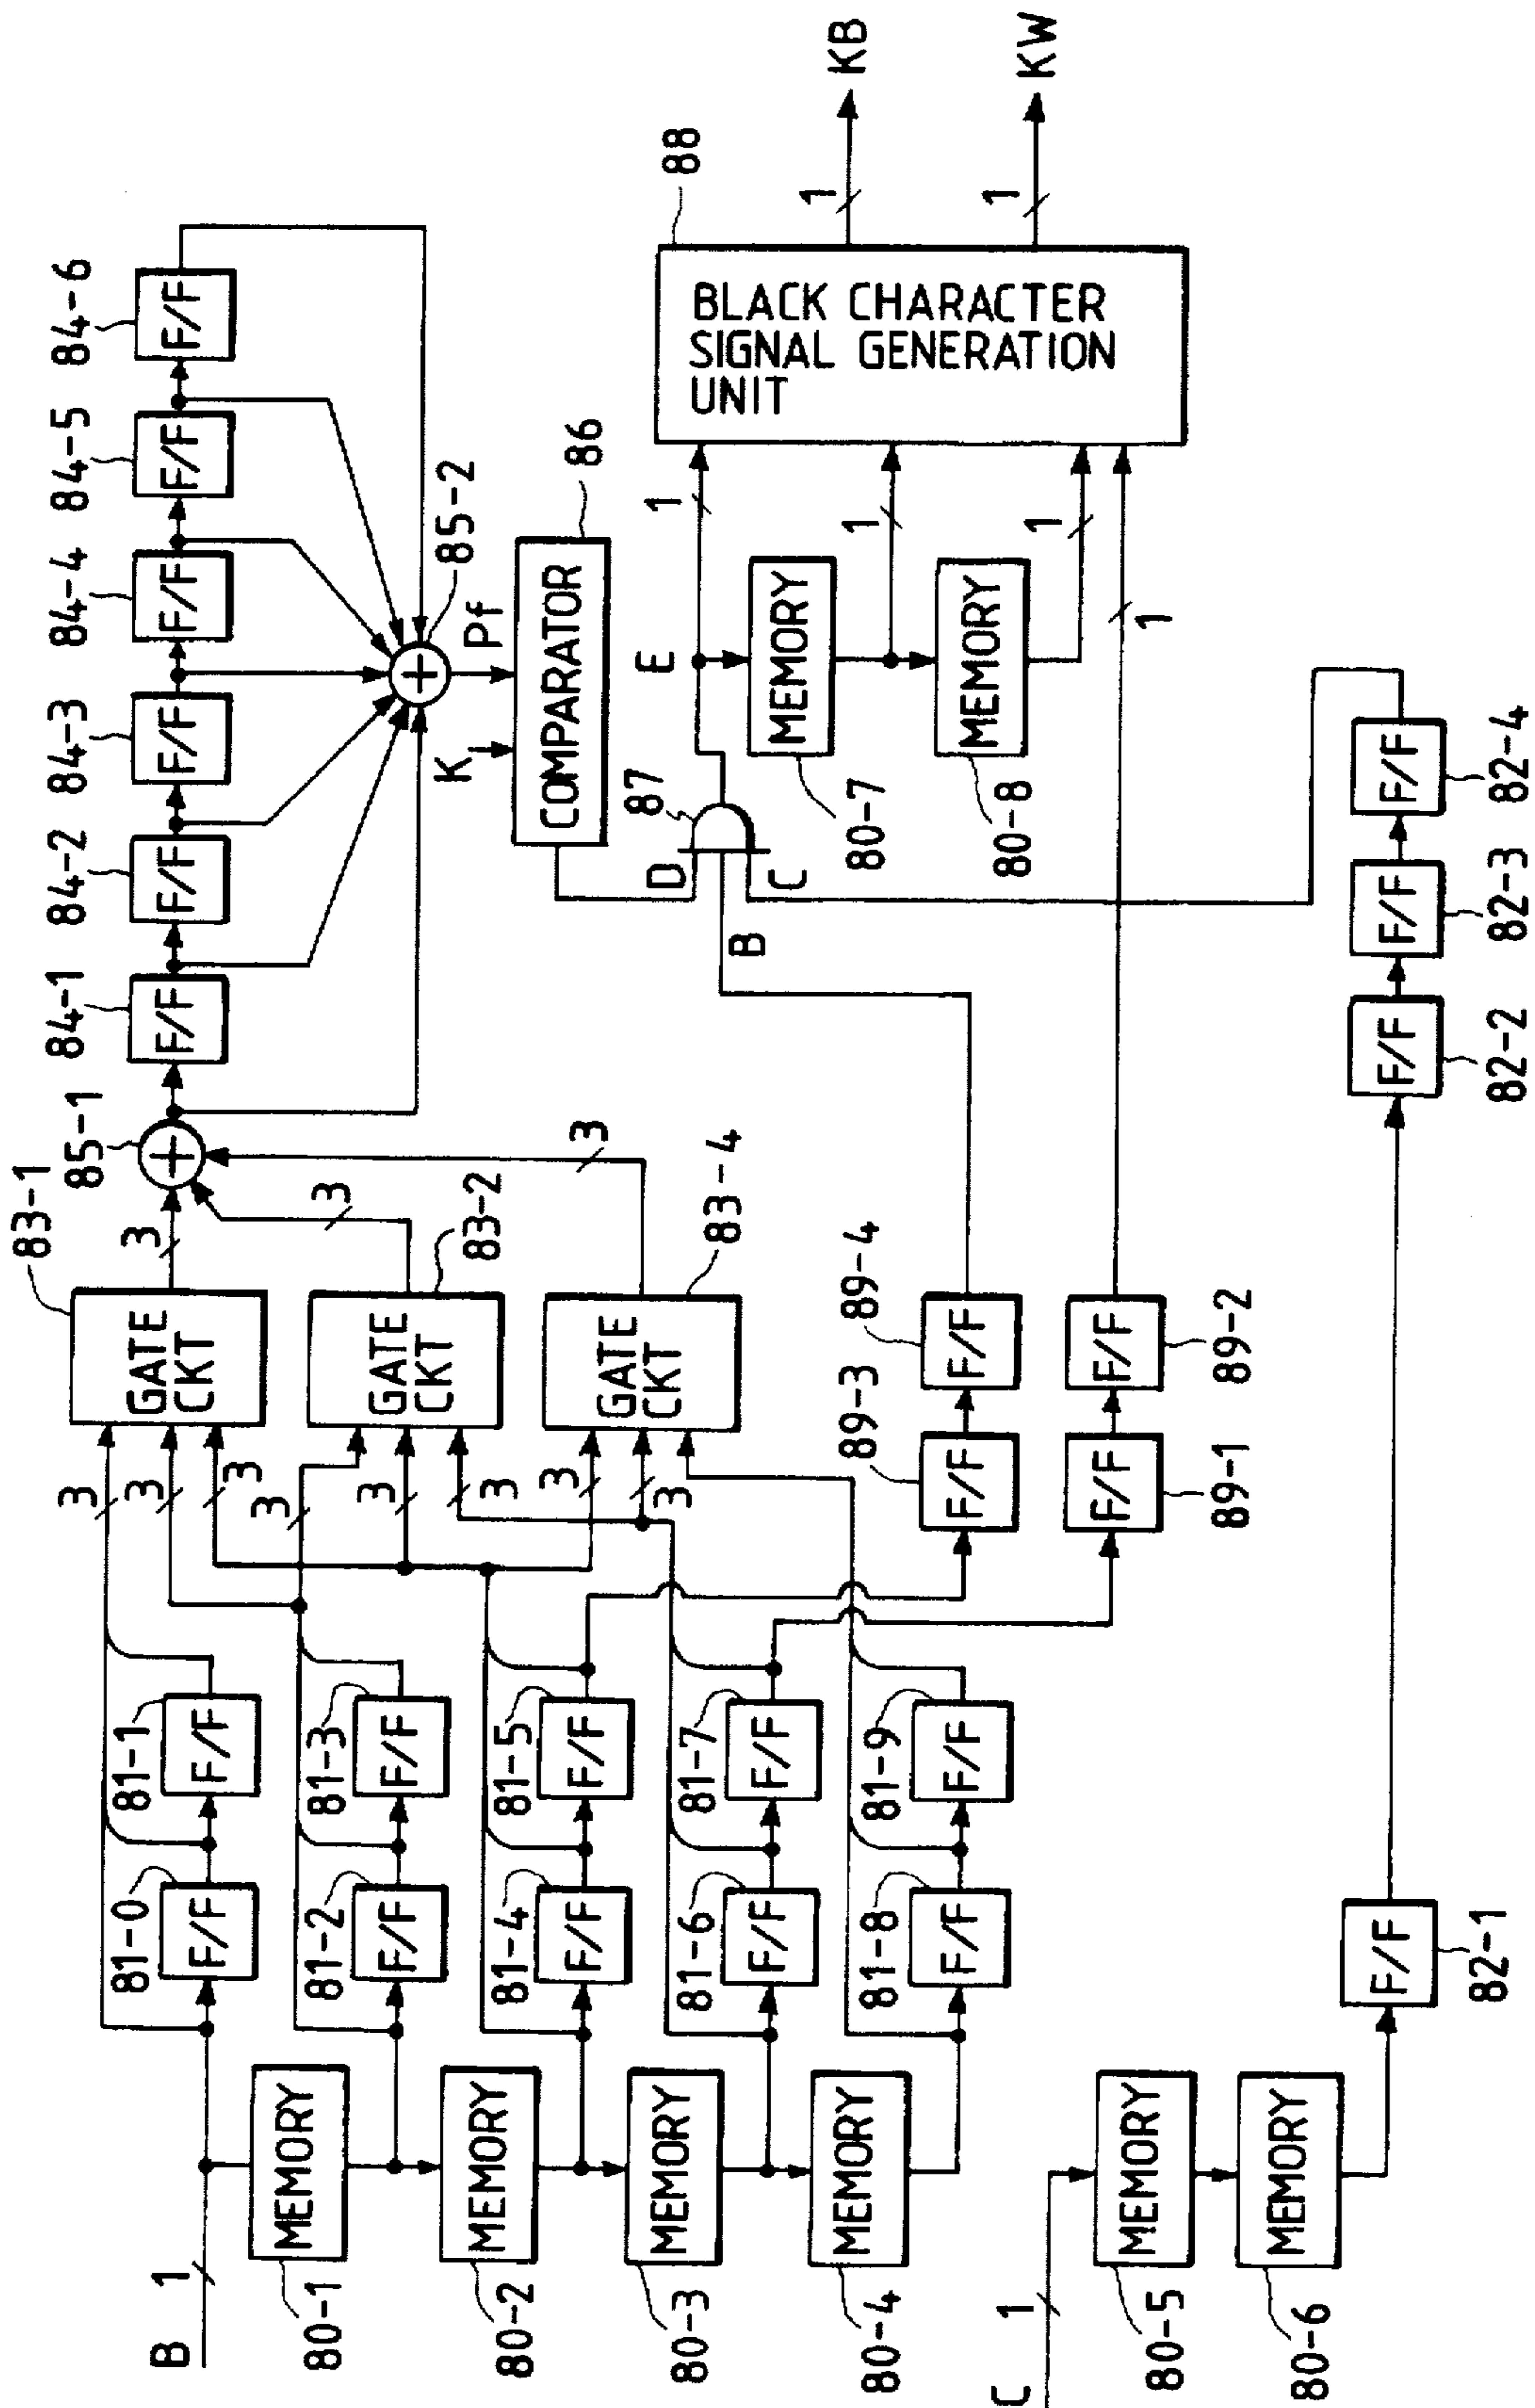 B
1
80-1
MEMORY
80-2
MEMORY
80-3
MEMORY
80-4
MEMORY
C
1
80-5
MEMORY
80-6
MEMORY
81-0
F/F
81-1
F/F
81-2
F/F
81-3
F/F
81-4
F/F
81-5
F/F
81-6
F/F
81-7
F/F
81-8
F/F
81-9
F/F
F/F
82-1
3
3
3
3
3
3
3
3
83-1
GATE
CKT
3
GATE
CKT
83-2
3
GATE
CKT
83-4
3
89-3
F/F
89-4
F/F
F/F
89-1
F/F
89-2
85-1
+
84-1
F/F
84-2
F/F
84-3
F/F
84-4
F/F
84-5
F/F
84-6
F/F
+
85-2
Pf
K
COMPARATOR
86
87
D
B
C
E
MEMORY
80-7
MEMORY
80-8
1
1
1
1
F/F
82-2
F/F
82-3
F/F
82-4
88
BLACK CHARACTER
SIGNAL GENERATION
UNIT
1
KB
1
KW